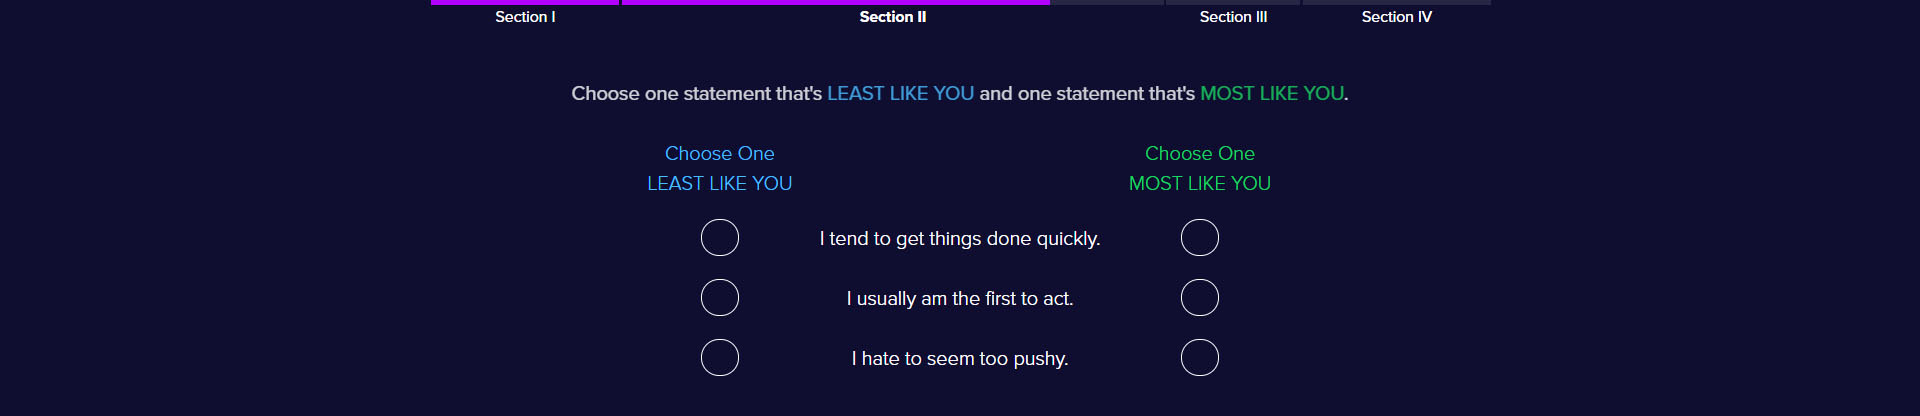 Section I
Section II
Section III
Section IV
Choose one statement that's LEAST LIKE YOU and one statement that's MOST LIKE YOU.
Choose One
LEAST LIKE YOU
Choose One
MOST LIKE YOU
I tend to get things done quickly.
I usually am the first to act.
I hate to seem too pushy.